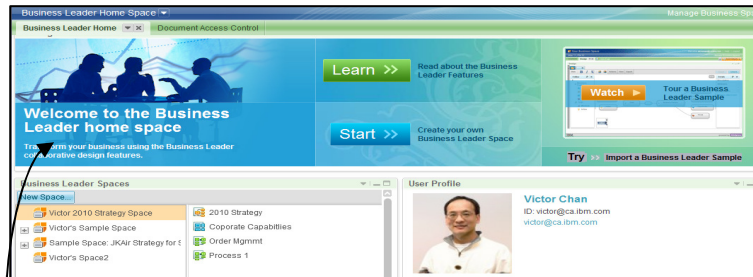 Business Leader Home Space
Manage Business Spa
Business Leader Home
Document Access Control
Learn >>
Read about the Business
Leader Features
Watch
Tour a Business
Leader Sample
Welcome to the Business
Leader home space
Transform your business using the Business Leader
collaborative design features.
Start >>
Create your own
Business Leader Space
Try >> Import a Business Leader Sample
Business Leader Spaces
User Profile
New Space...
Victor 2010 Strategy Space
Victor's Sample Space
Sample Space: JKAir Strategy for S
Victor's Space2
2010 Strategy
Coporate Capabitlies
Order Mgmmt
Process 1
Victor Chan
ID: victor@ca.ibm.com
victor@ca.ibm.com